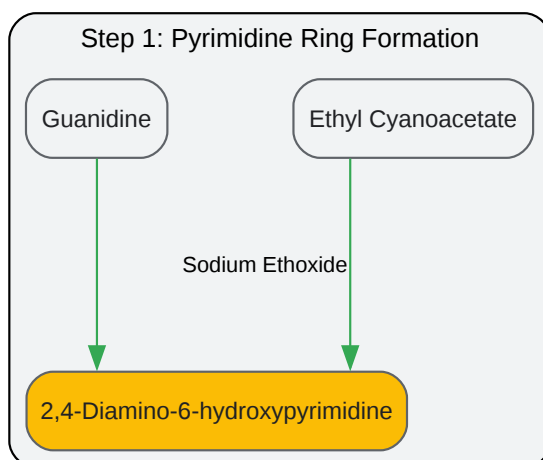 Step 1: Pyrimidine Ring Formation
Guanidine
Ethyl Cyanoacetate
Sodium Ethoxide
2,4-Diamino-6-hydroxypyrimidine